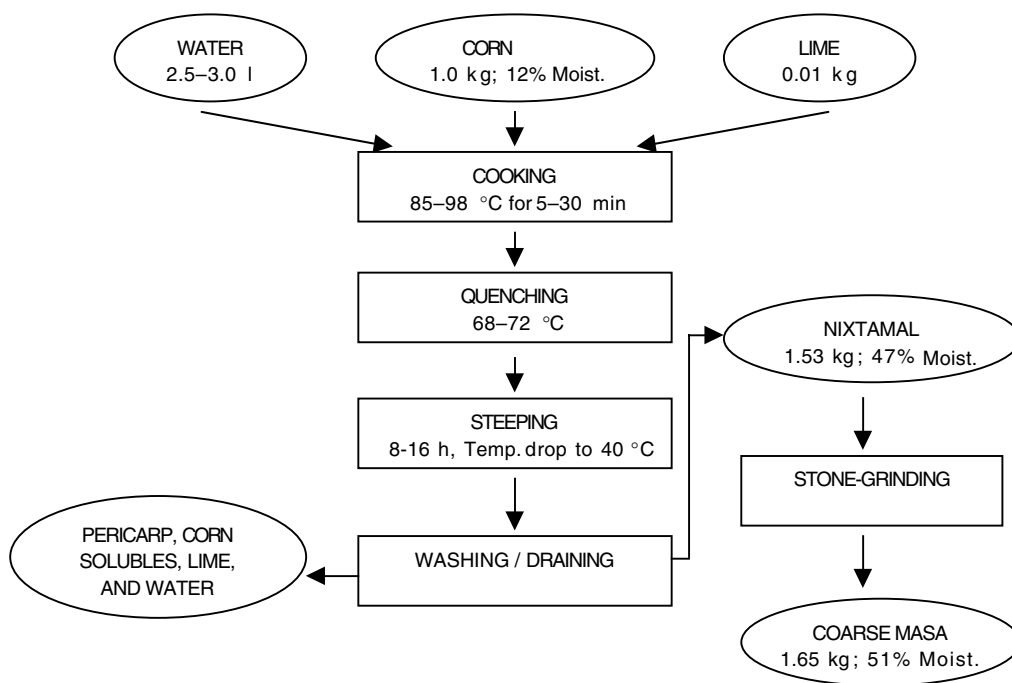 WATER
2.5–3.0 l
CORN
1.0 kg; 12% Moist.
LIME
0.01 kg
COOKING
85–98 °C for 5–30 min
QUENCHING
68–72 °C
NIXTAMAL
1.53 kg; 47% Moist.
STEEPING
8-16 h, Temp. drop to 40 °C
STONE-GRINDING
PERICARP, CORN
SOLUBLES, LIME,
AND WATER
WASHING / DRAINING
COARSE MASA
1.65 kg; 51% Moist.